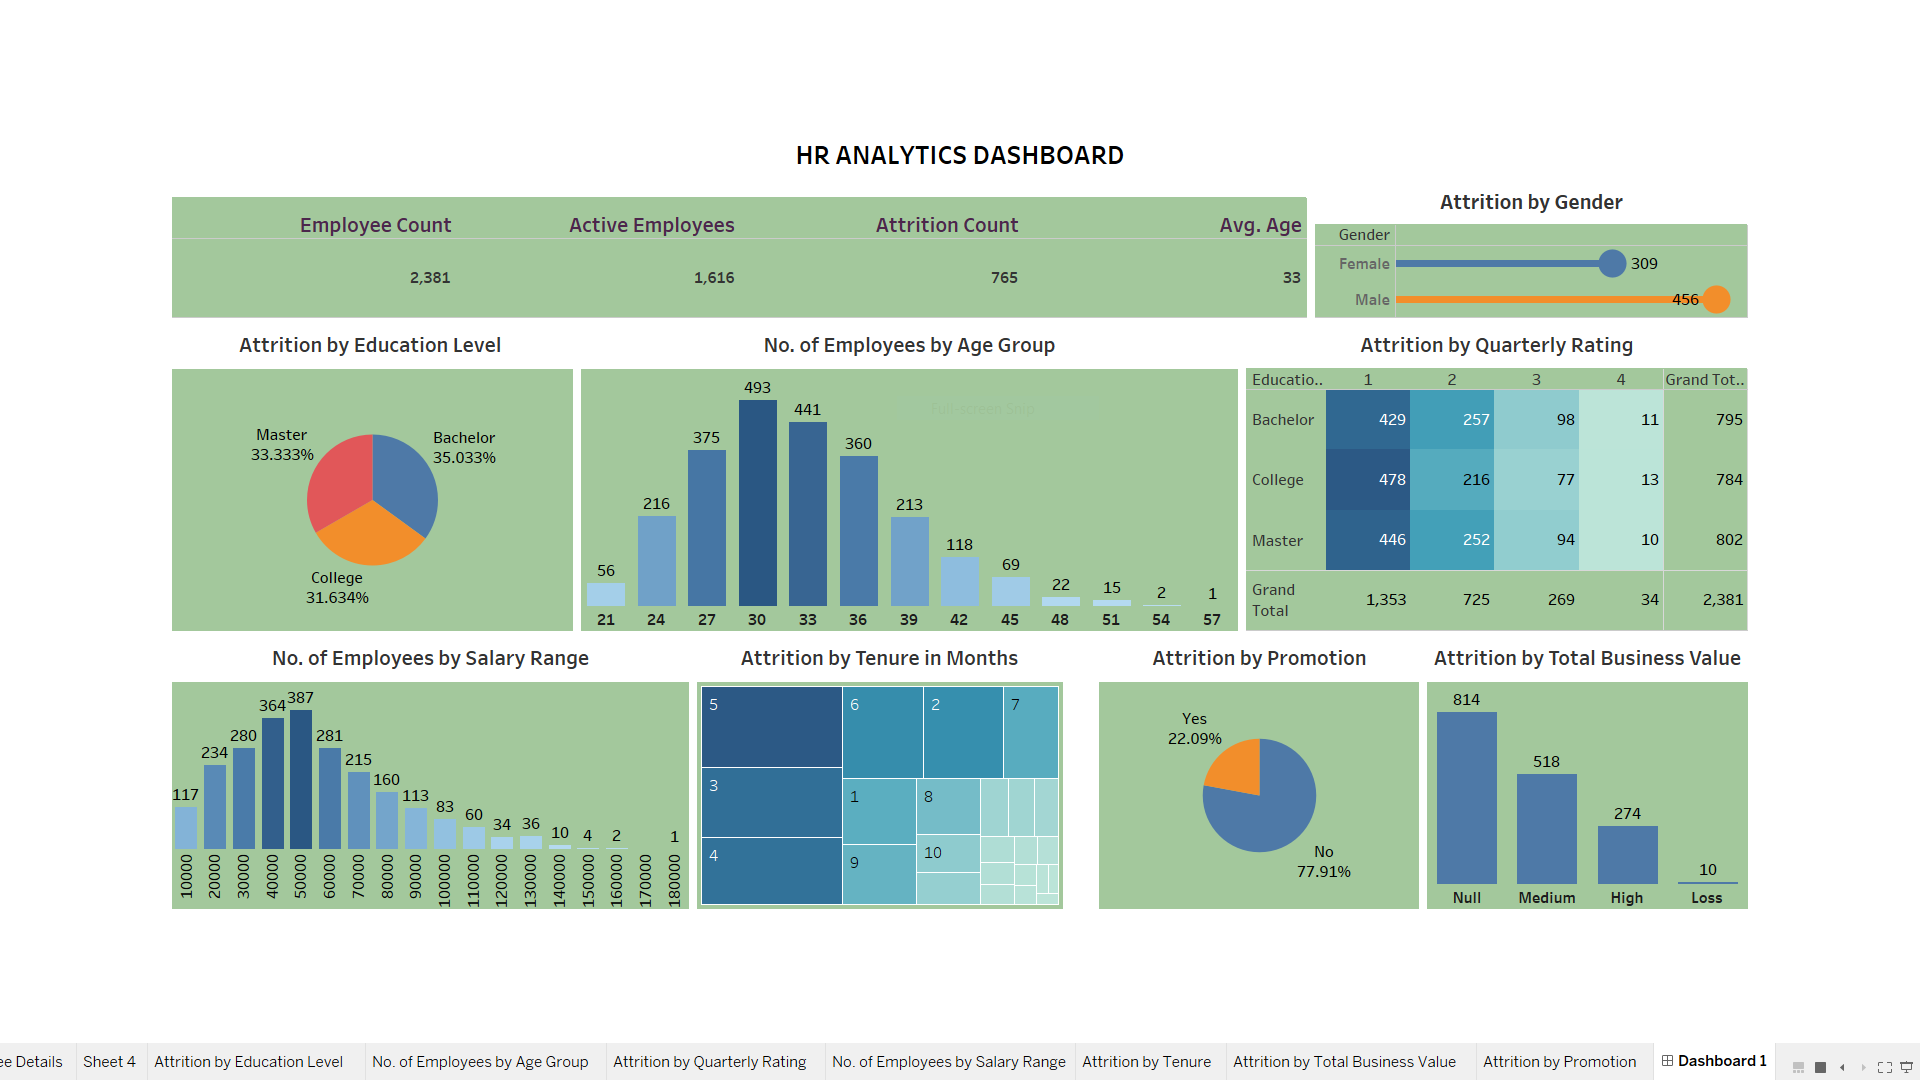 HR ANALYTICS DASHBOARD
Employee Count Active Employees Attrition Count Avg. Age
2,381 1,616 765 33
Attrition by Gender
Gender
Female 309
Male 456
Attrition by Education Level
Master
33.333%
Bachelor
35.033%
College
31.634%
No. of Employees by Age Group
56 216 375 493 441 360 213 118 69 22 15 2 1
21 24 27 30 33 36 39 42 45 48 51 54 57
Full-screen Snip
Attrition by Quarterly Rating
Educatio.. 1 2 3 4 Grand Tot..
Bachelor 429 257 98 11 795
College 478 216 77 13 784
Master 446 252 94 10 802
Grand
Total 1,353 725 269 34 2,381
No. of Employees by Salary Range
117 234 280 364 387 281 215 160 113 83 60 34 36 10 4 2 1
10000 20000 30000 40000 50000 60000 70000 80000 90000 100000 110000 120000 130000 140000 150000 160000 170000 180000
Attrition by Tenure in Months
5 6 2 7
3 1 8
4 9 10
Attrition by Promotion
Yes
22.09%
No
77.91%
Attrition by Total Business Value
814 518 274 10
Null Medium High Loss
ee Details Sheet 4 Attrition by Education Level No. of Employees by Age Group Attrition by Quarterly Rating No. of Employees by Salary Range Attrition by Tenure Attrition by Total Business Value Attrition by Promotion Dashboard 1